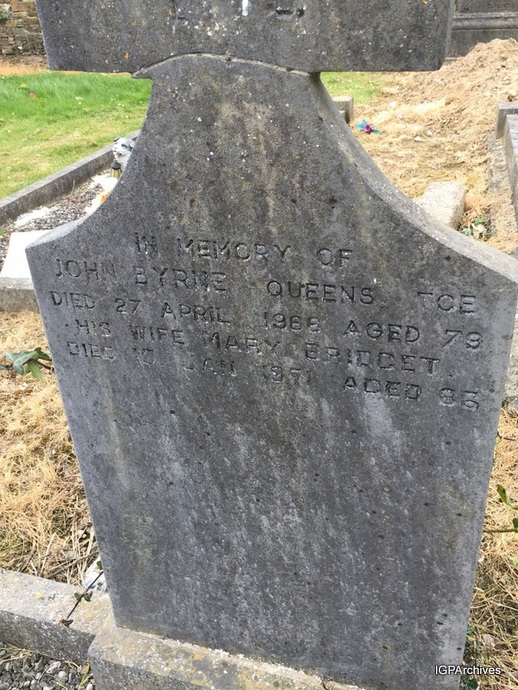 IN MEMORY OF
JOHN BYRNE QUEENS TCE
DIED 27 APRIL AGED 79
HIS WIFE MARY BRIDGET
DIED 10 JAN 1971 AGED
IGPArchives